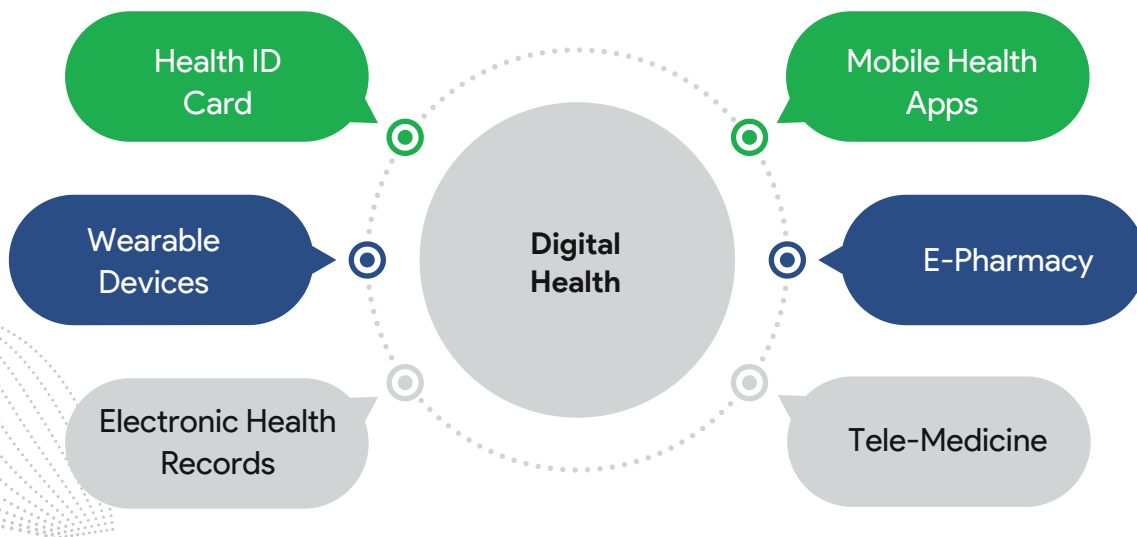 Health ID
Card
Mobile Health
Apps
Wearable
Devices
Digital
Health
E-Pharmacy
Electronic Health
Records
Tele-Medicine